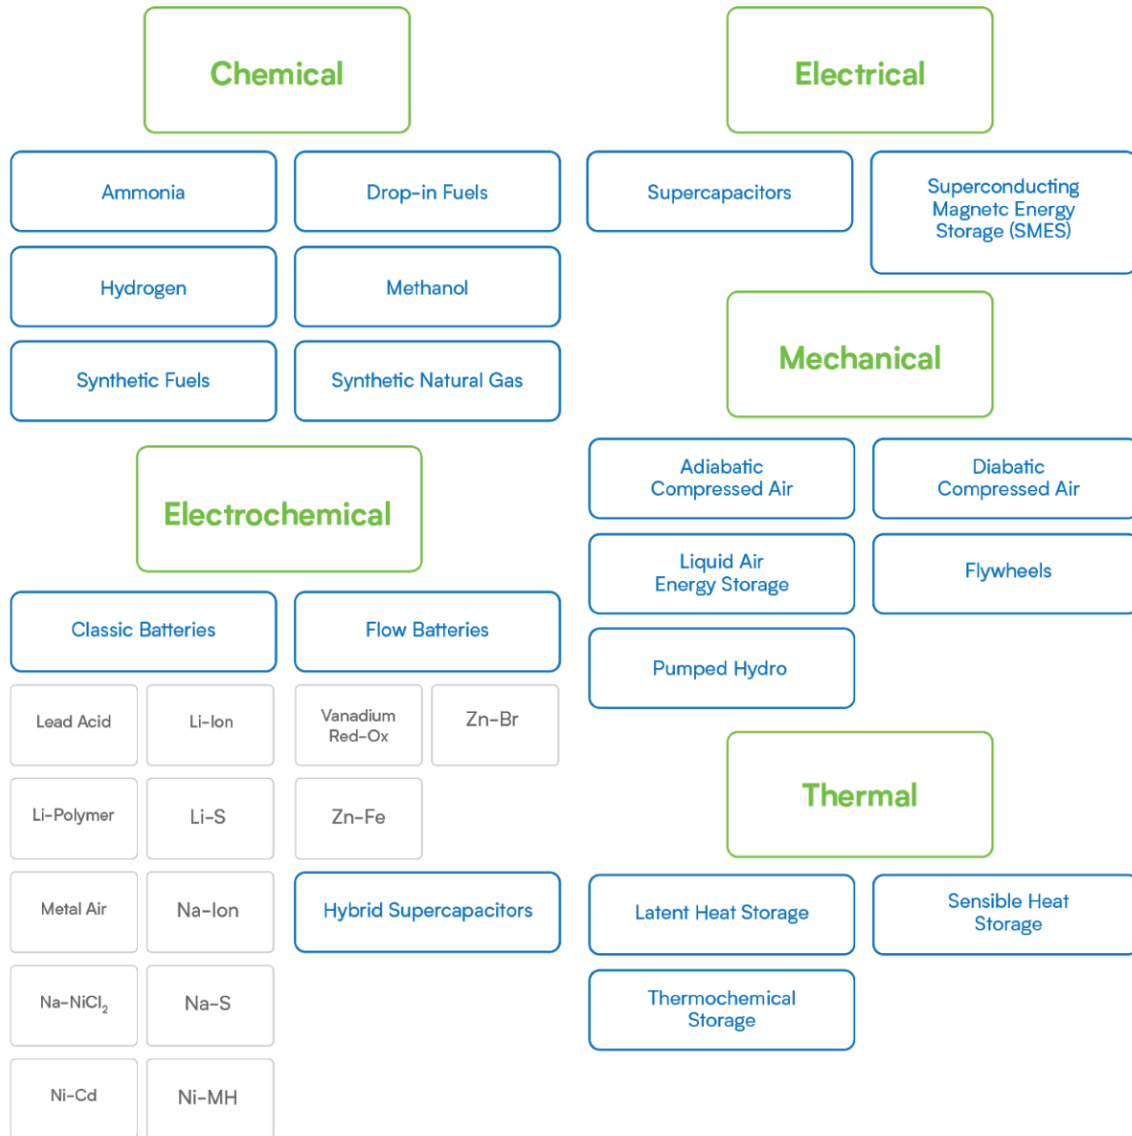 Chemical
Ammonia
Drop-in Fuels
Hydrogen
Methanol
Synthetic Fuels
Synthetic Natural Gas
Electrochemical
Classic Batteries
Flow Batteries
Lead Acid
Li-Ion
Vanadium
Red-Ox
Zn-Br
Li-Polymer
Li-S
Zn-Fe
Metal Air
Na-Ion
Hybrid Supercapacitors
Na-NiCl₂
Na-S
Ni-Cd
Ni-MH
Electrical
Supercapacitors
Superconducting
Magnetc Energy
Storage (SMES)
Mechanical
Adiabatic
Compressed Air
Diabatic
Compressed Air
Liquid Air
Energy Storage
Flywheels
Pumped Hydro
Thermal
Latent Heat Storage
Sensible Heat
Storage
Thermochemical
Storage